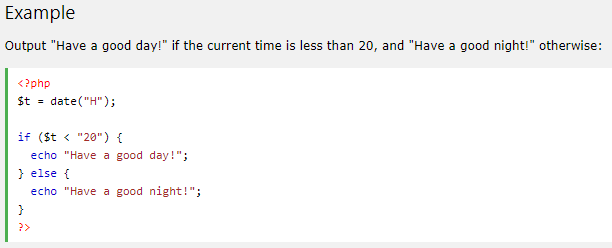 Example
Output "Have a good day!" if the current time is less than 20, and "Have a good night!" otherwise:
<?php
$t = date("H");
if ($t < "20") {
  echo "Have a good day!";
} else {
  echo "Have a good night!";
}
?>